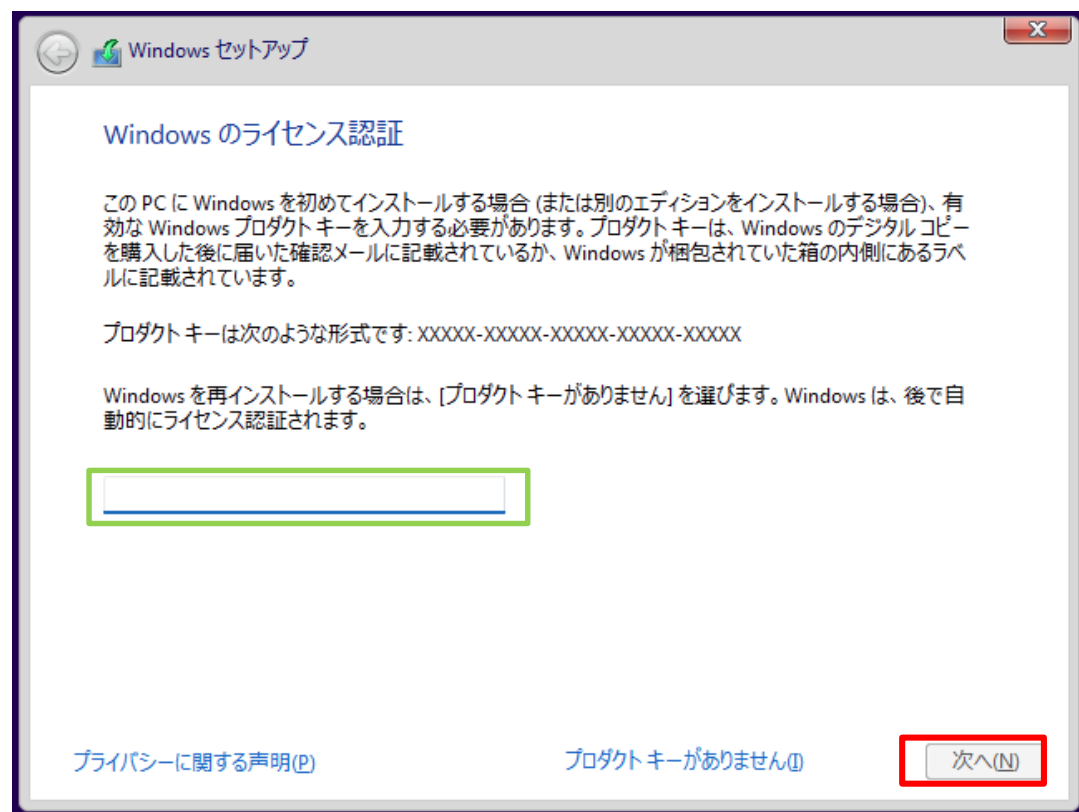 Windows セットアップ
Windows のライセンス認証
この PC に Windows を初めてインストールする場合 (または別のエディションをインストールする場合)、有
効な Windows プロダクト キーを入力する必要があります。プロダクト キーは、Windows のデジタル コピー
を購入した後に届いた確認メールに記載されているか、Windows が梱包されていた箱の内側にあるラベ
ルに記載されています。
プロダクト キーは次のような形式です: XXXXX-XXXXX-XXXXX-XXXXX-XXXXX
Windows を再インストールする場合は、[プロダクト キーがありません] を選びます。Windows は、後で自
動的にライセンス認証されます。
プライバシーに関する声明(P)
プロダクト キーがありません(I)
次へ(N)